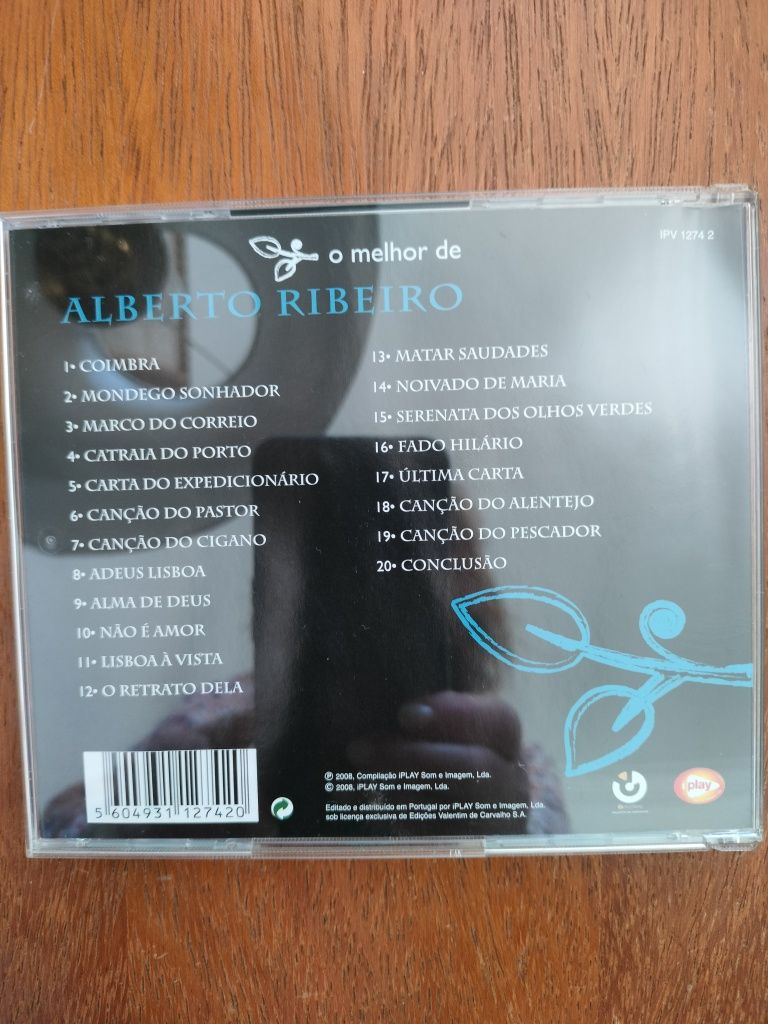 o melhor de
IPV 1274 2
ALBERTO RIBEIRO
1• COIMBRA
2• MONDEGO SONHADOR
3• MARCO DO CORREIO
4• CATRAIA DO PORTO
5• CARTA DO EXPEDICIONÁRIO
6• CANÇÃO DO PASTOR
7• CANÇÃO DO CIGANO
8• ADEUS LISBOA
9• ALMA DE DEUS
10• NÃO É AMOR
11• LISBOA À VISTA
12• O RETRATO DELA
13• MATAR SAUDADES
14• NOIVADO DE MARIA
15• SERENATA DOS OLHOS VERDES
16• FADO HILÁRIO
17• ÚLTIMA CARTA
18• CANÇÃO DO ALENTEJO
19• CANÇÃO DO PESCADOR
20• CONCLUSÃO
5 604931 127420
℗ 2008, Compilação iPLAY Som e Imagem, Lda.
© 2008, iPLAY Som e Imagem, Lda.
Editado e distribuído em Portugal por iPLAY Som e Imagem, Lda.
sob licença exclusiva de Edições Valentim de Carvalho S.A.
iplay